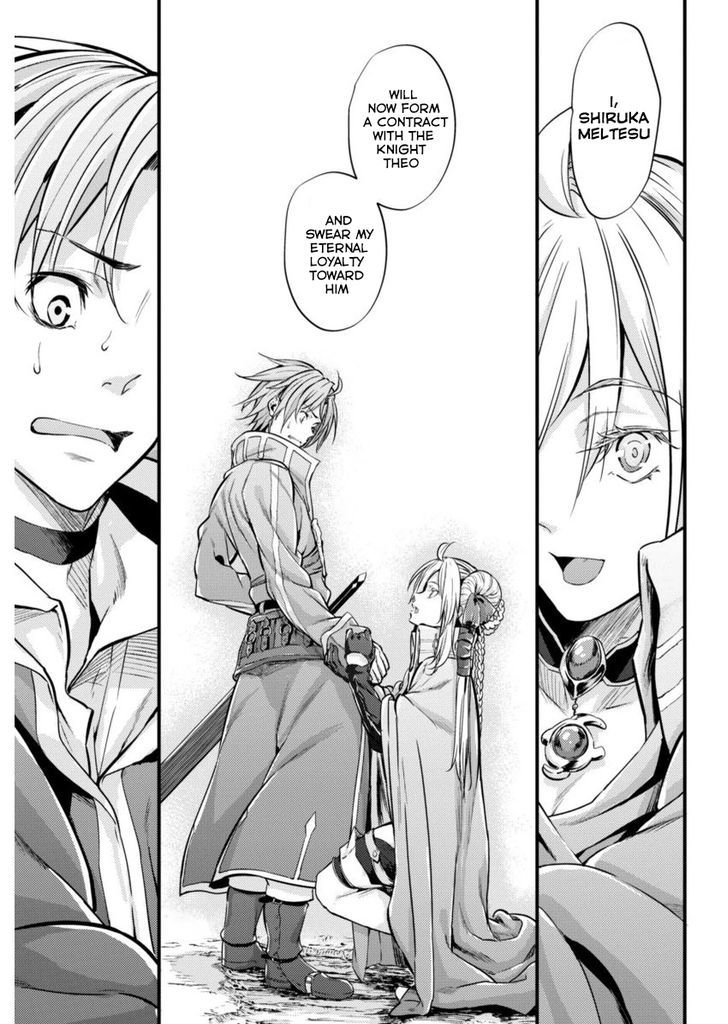 I,
SHIRUKA
MELTESU
WILL
NOW FORM
A CONTRACT
WITH THE
KNIGHT
THEO
AND
SWEAR MY
ETERNAL
LOYALTY
TOWARD
HIM